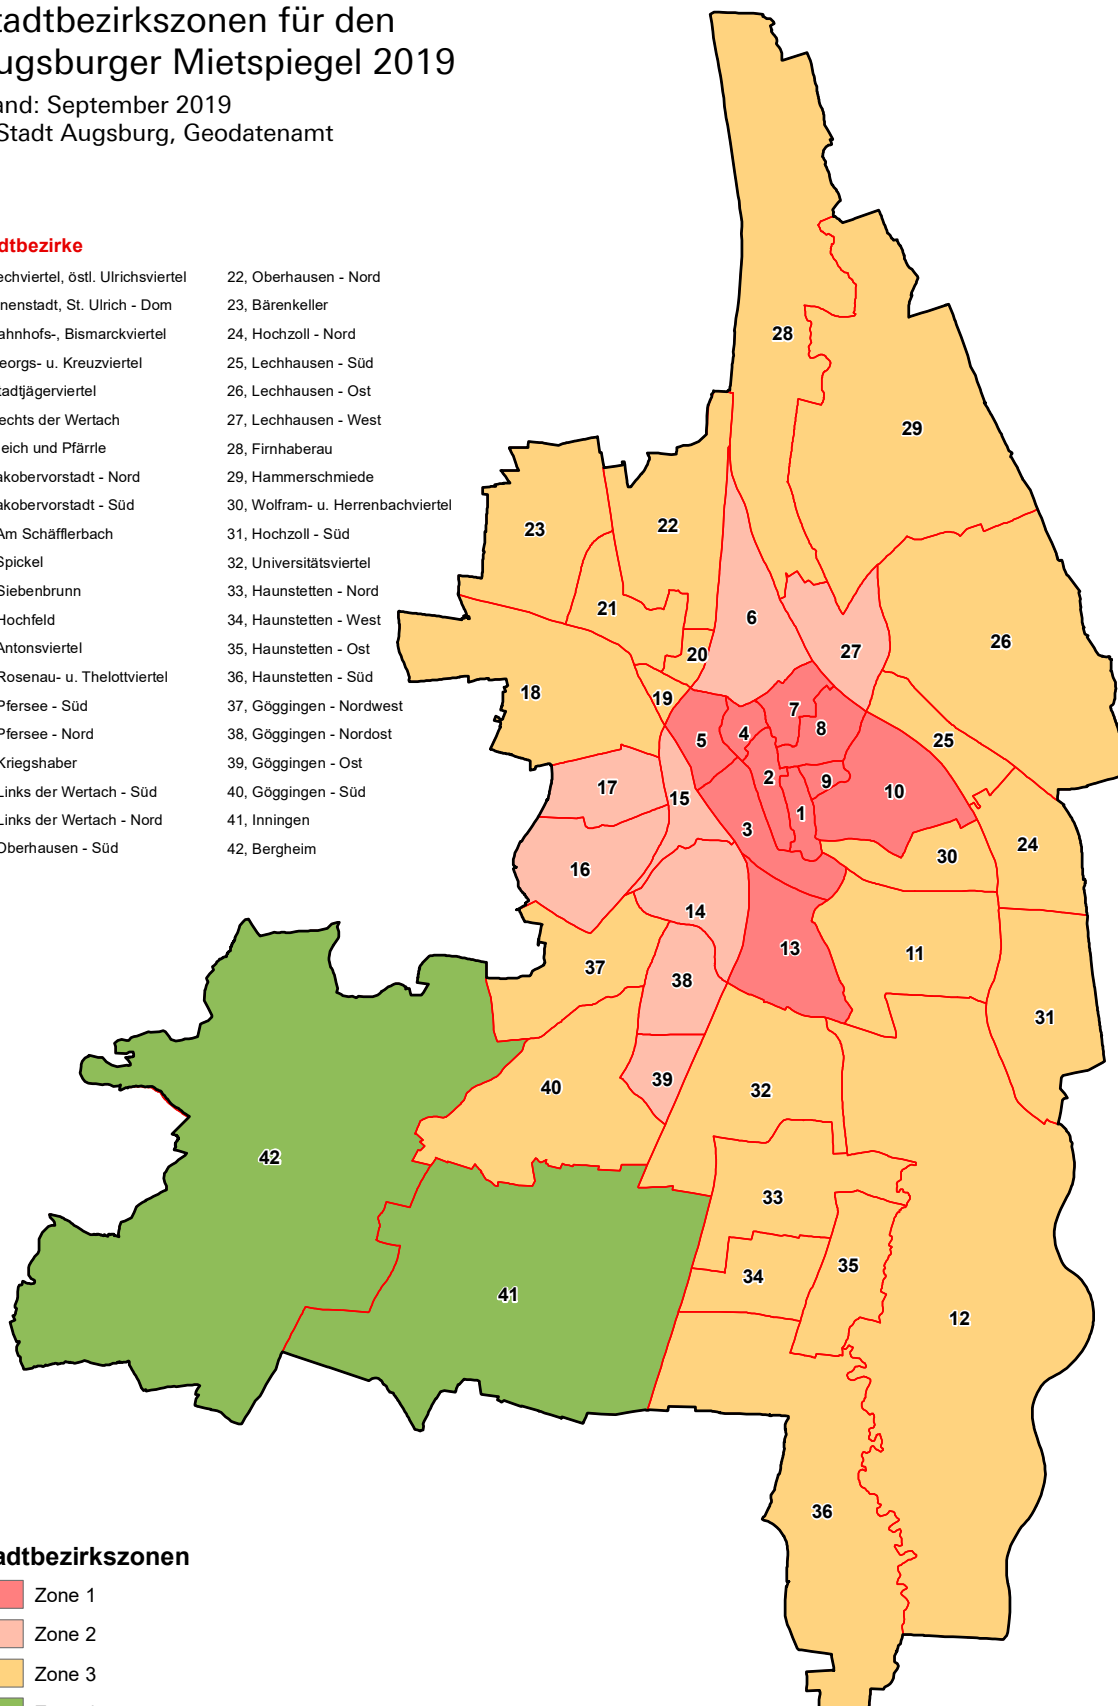 tadtbezirkszonen für den
ugsburger Mietspiegel 2019
and: September 2019
Stadt Augsburg, Geodatenamt
dtbezirke
echviertel, östl. Ulrichsviertel
nenstadt, St. Ulrich - Dom
ahnhofs-, Bismarckviertel
eorgs- u. Kreuzviertel
tadtjägerviertel
echts der Wertach
leich und Pfärrle
akobervorstadt - Nord
akobervorstadt - Süd
Am Schäfflerbach
Spickel
Siebenbrunn
Hochfeld
Antonsviertel
Rosenau- u. Thelottviertel
Pfersee - Süd
Pfersee - Nord
Kriegshaber
Links der Wertach - Süd
Links der Wertach - Nord
Oberhausen - Süd
22, Oberhausen - Nord
23, Bärenkeller
24, Hochzoll - Nord
25, Lechhausen - Süd
26, Lechhausen - Ost
27, Lechhausen - West
28, Firnhaberau
29, Hammerschmiede
30, Wolfram- u. Herrenbachviertel
31, Hochzoll - Süd
32, Universitätsviertel
33, Haunstetten - Nord
34, Haunstetten - West
35, Haunstetten - Ost
36, Haunstetten - Süd
37, Göggingen - Nordwest
38, Göggingen - Nordost
39, Göggingen - Ost
40, Göggingen - Süd
41, Inningen
42, Bergheim
28
29
23
22
21
6
20
27
26
18
19
7
8
5
4
25
2
9
10
17
15
1
3
24
30
16
14
13
11
37
38
31
39
40
32
42
33
35
34
41
12
36
adtbezirkszonen
Zone 1
Zone 2
Zone 3